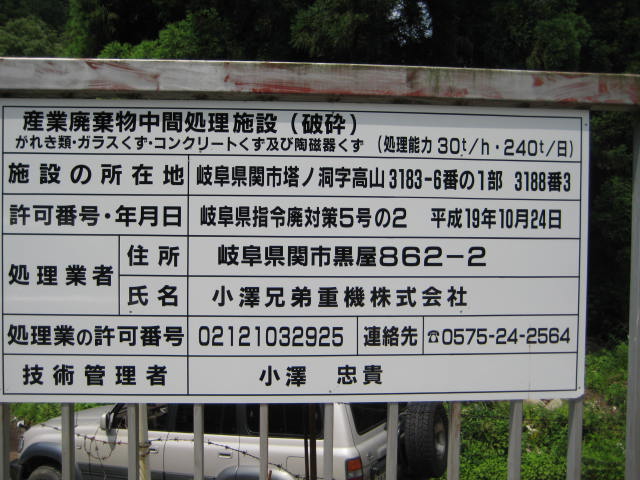 産業廃棄物中間処理施設（破砕）
がれき類・ガラスくず・コンクリートくず及び陶磁器くず （処理能力 30t/h・240t/日）
施設の所在地 岐阜県関市塔ノ洞字高山3183-6番の1部 3188番3
許可番号・年月日 岐阜県指令廃対第5号の2 平成19年10月24日
処理業者 住所 岐阜県関市黒屋862-2
氏名 小澤兄弟重機株式会社
処理業の許可番号 02121032925 連絡先 ☎0575-24-2564
技術管理者 小澤 忠貴